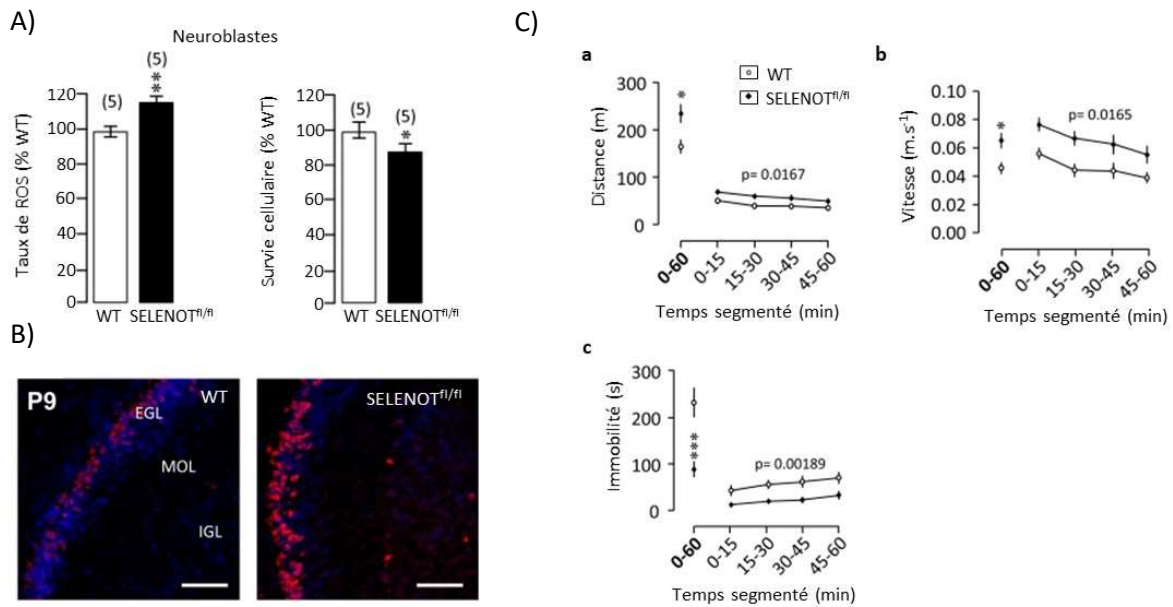 A)
Neuroblastes
Taux de ROS (% WT)
120
100
80
60
40
20
0
(5)
(5)
**
WT SELENOTfl/fl
Survie cellulaire (% WT)
120
100
80
60
40
20
0
(5)
(5)
*
WT SELENOTfl/fl
B)
P9
WT
EGL
MOL
IGL
SELENOTfl/fl
C)
a
WT
SELENOTfl/fl
Distance (m)
300
200
100
50
0
*
p= 0.0167
0-60
0-15
15-30
30-45
45-60
Temps segmenté (min)
b
Vitesse (m.s-1)
0.10
0.08
0.06
0.04
0.02
0.00
*
p= 0.0165
0-60
0-15
15-30
30-45
45-60
Temps segmenté (min)
c
Immobilité (s)
300
200
100
50
0
***
p= 0.00189
0-60
0-15
15-30
30-45
45-60
Temps segmenté (min)